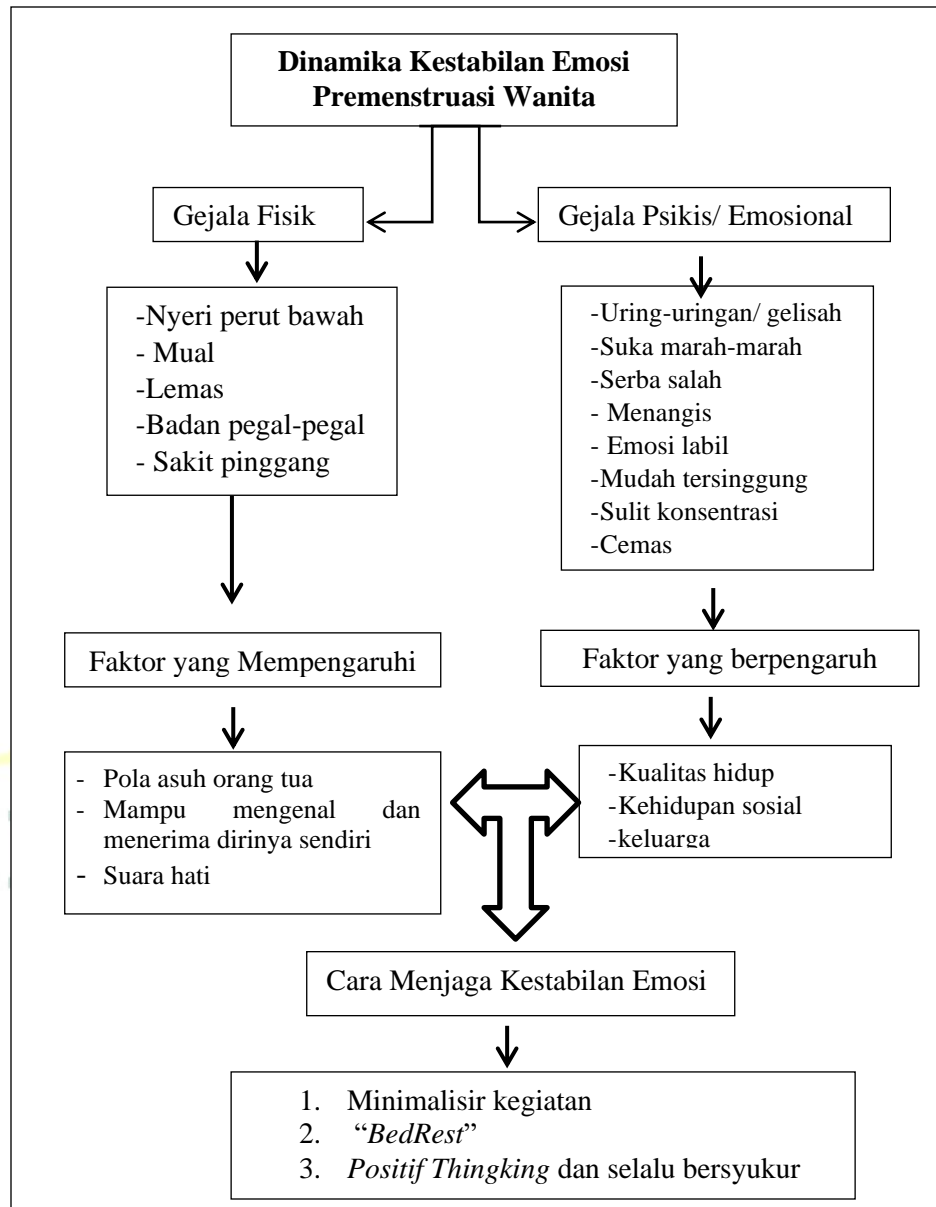 Dinamika Kestabilan Emosi
Premenstruasi Wanita
Gejala Fisik
Gejala Psikis/ Emosional
-Nyeri perut bawah
- Mual
-Lemas
-Badan pegal-pegal
- Sakit pinggang
-Uring-uringan/ gelisah
-Suka marah-marah
-Serba salah
- Menangis
- Emosi labil
-Mudah tersinggung
-Sulit konsentrasi
-Cemas
Faktor yang Mempengaruhi
Faktor yang berpengaruh
- Pola asuh orang tua
- Mampu mengenal dan
menerima dirinya sendiri
- Suara hati
-Kualitas hidup
-Kehidupan sosial
-keluarga
Cara Menjaga Kestabilan Emosi
1. Minimalisir kegiatan
2. “BedRest”
3. Positif Thingking dan selalu bersyukur